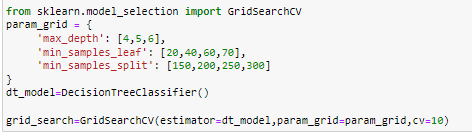 from sklearn.model_selection import GridSearchCV
param_grid = {
    'max_depth': [4,5,6],
    'min_samples_leaf': [20,40,60,70],
    'min_samples_split': [150,200,250,300]
}
dt_model=DecisionTreeClassifier()

grid_search=GridSearchCV(estimator=dt_model,param_grid=param_grid,cv=10)